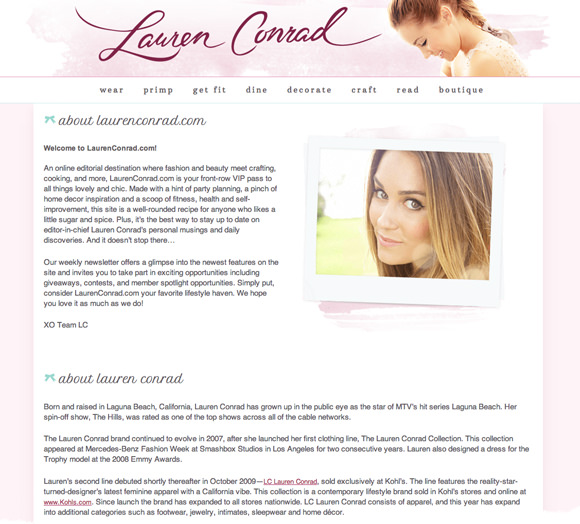 Lauren Conrad
wear primp get fit dine decorate craft read boutique
about laurenconrad.com
Welcome to LaurenConrad.com!
An online editorial destination where fashion and beauty meet crafting,
cooking, and more, LaurenConrad.com is your front-row VIP pass to
all things lovely and chic. Made with a hint of party planning, a pinch of
home decor inspiration and a scoop of fitness, health and self-
improvement, this site is a well-rounded recipe for anyone who likes a
little sugar and spice. Plus, it's the best way to stay up to date on
editor-in-chief Lauren Conrad's personal musings and daily
discoveries. And it doesn't stop there…
Our weekly newsletter offers a glimpse into the newest features on the
site and invites you to take part in exciting opportunities including
giveaways, contests, and member spotlight opportunities. Simply put,
consider LaurenConrad.com your favorite lifestyle haven. We hope
you love it as much as we do!
XO Team LC
about lauren conrad
Born and raised in Laguna Beach, California, Lauren Conrad has grown up in the public eye as the star of MTV's hit series Laguna Beach. Her
spin-off show, The Hills, was rated as one of the top shows across all of the cable networks.
The Lauren Conrad brand continued to evolve in 2007, after she launched her first clothing line, The Lauren Conrad Collection. This collection
appeared at Mercedes-Benz Fashion Week at Smashbox Studios in Los Angeles for two consecutive years. Lauren also designed a dress for the
Trophy model at the 2008 Emmy Awards.
Lauren's second line debuted shortly thereafter in October 2009—LC Lauren Conrad, sold exclusively at Kohl's. The line features the reality-star-
turned-designer's latest feminine apparel with a California vibe. This collection is a contemporary lifestyle brand sold in Kohl's stores and online at
www.Kohls.com. Since launch the brand has expanded to all stores nationwide. LC Lauren Conrad consists of apparel, and this year has expand
into additional categories such as footwear, jewelry, intimates, sleepwear and home décor.